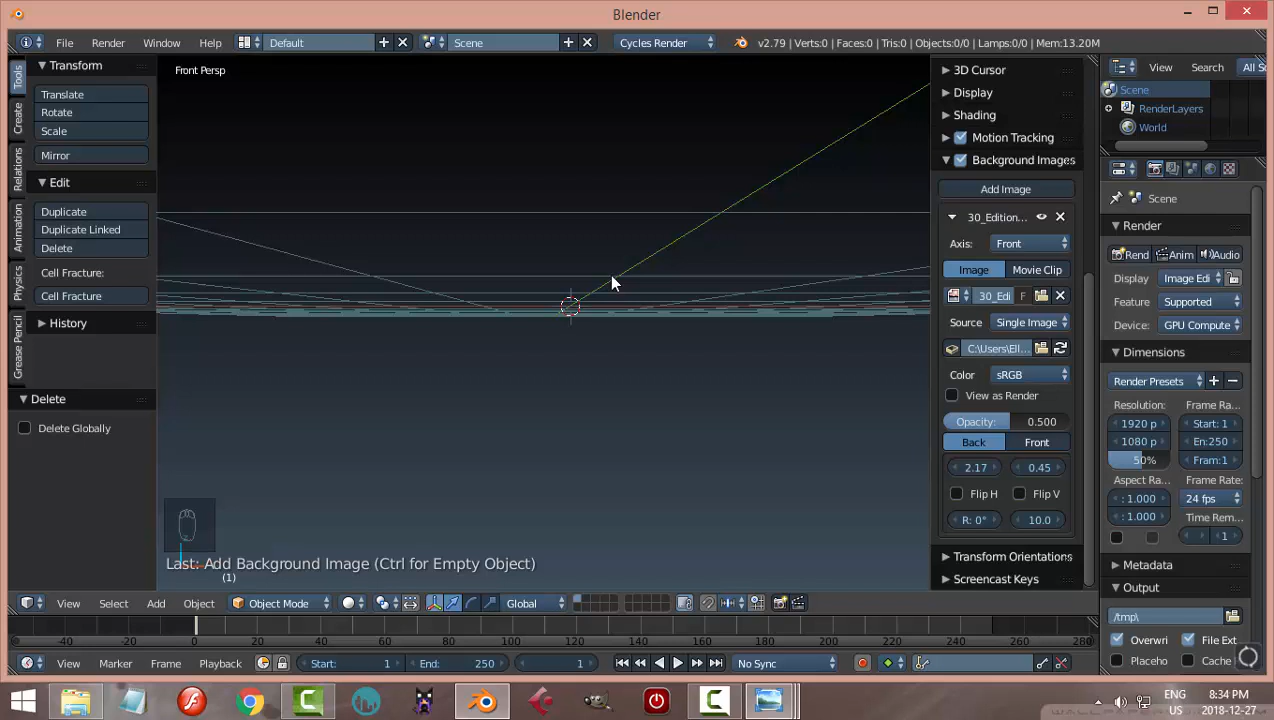 Blender
File Render Window Help Default Scene Cycles Render v2.79 | Verts:0 | Faces:0 | Tris:0 | Objects:0/0 | Lamps:0/0 | Mem:13.20M
Tools
Create
Relations
Animation
Physics
Grease Pencil
Transform
Translate
Rotate
Scale
Mirror
Edit
Duplicate
Duplicate Linked
Delete
Cell Fracture:
Cell Fracture
History
Delete
Delete Globally
Front Persp
Last: Add Background Image (Ctrl for Empty Object)
(1)
3D Cursor
Display
Shading
Motion Tracking
Background Images
Add Image
30_Edition...
Axis: Front
Image Movie Clip
30_Edi F
Source Single Image
C:\Users\Ell...
Color sRGB
View as Render
Opacity: 0.500
Back Front
2.17 0.45
Flip H Flip V
R: 0° 10.0
Transform Orientations
Screencast Keys
View Search All S
Scene
RenderLayers
World
Scene
Render
Rend Anim Audio
Display Image Edi
Feature Supported
Device: GPU Compute
Dimensions
Render Presets
Resolution: Frame Ra...
1920 p Start: 1
1080 p En:250
50% Fram:1
Aspect Ra... Frame Rate:
: 1.000 24 fps
: 1.000 Time Rem...
1
Metadata
Output
/tmp\
Overwri File Ext
Placeho Cache
View Select Add Object Object Mode Global
-40 -20 0 20 40 60 80 100 120 140 160 180 200 220 240 260 280
View Marker Frame Playback Start: 1 End: 250 1 No Sync
ENG 8:34 PM
US 2018-12-27